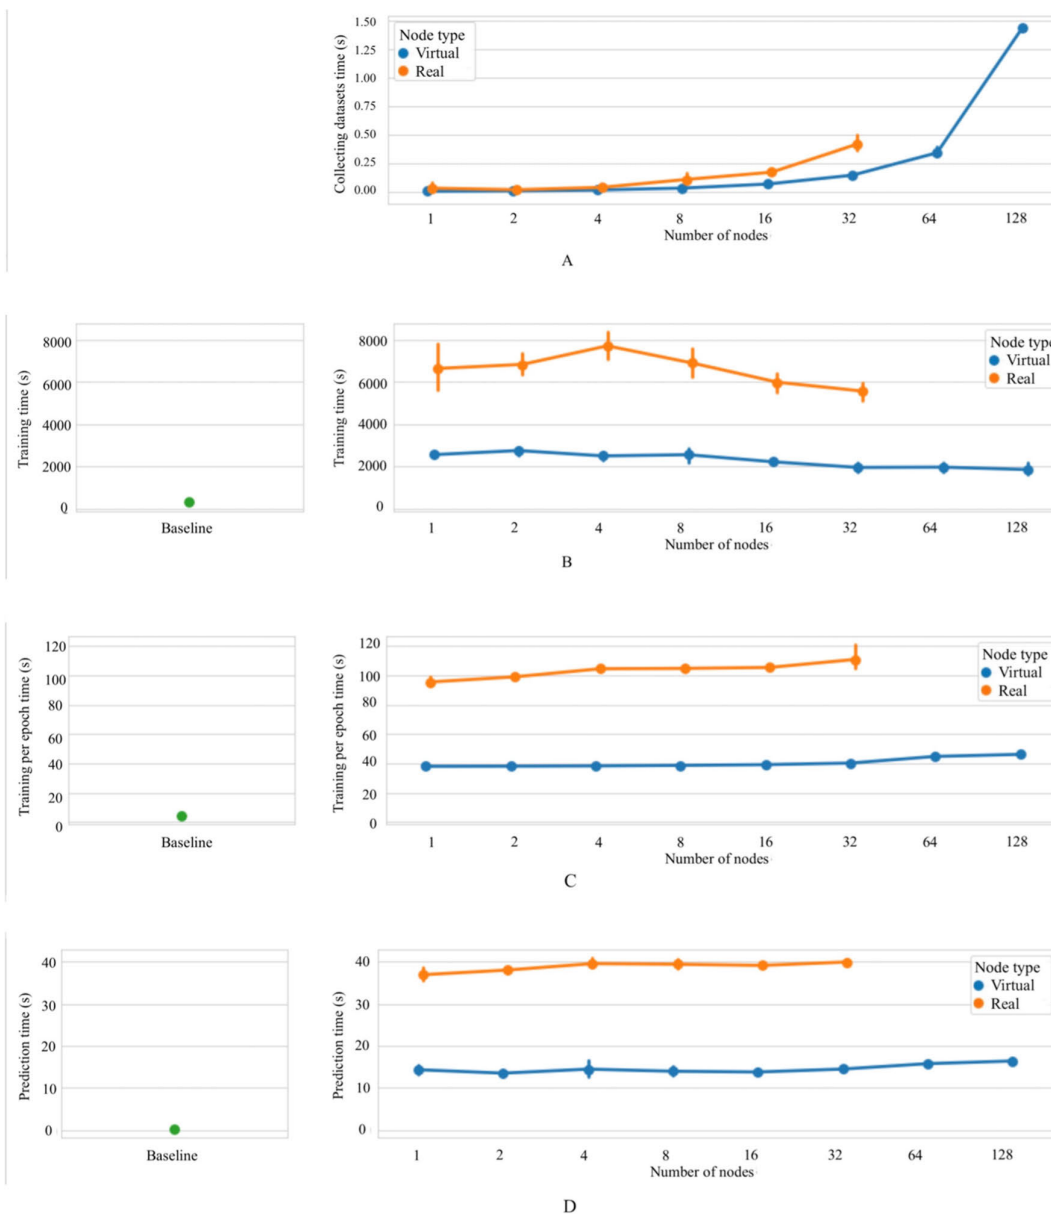 Collecting datasets time (s)
1.50
1.25
1.00
0.75
0.50
0.25
0.00
Node type
Virtual
Real
1 2 4 8 16 32 64 128
Number of nodes
A
Training time (s)
8000
6000
4000
2000
0
Baseline
Training time (s)
8000
6000
4000
2000
0
Node type
Virtual
Real
1 2 4 8 16 32 64 128
Number of nodes
B
Training per epoch time (s)
120
100
80
60
40
20
0
Baseline
Training per epoch time (s)
120
100
80
60
40
20
0
Node type
Virtual
Real
1 2 4 8 16 32 64 128
Number of nodes
C
Prediction time (s)
40
30
20
10
0
Baseline
Prediction time (s)
40
30
20
10
0
Node type
Virtual
Real
1 2 4 8 16 32 64 128
Number of nodes
D